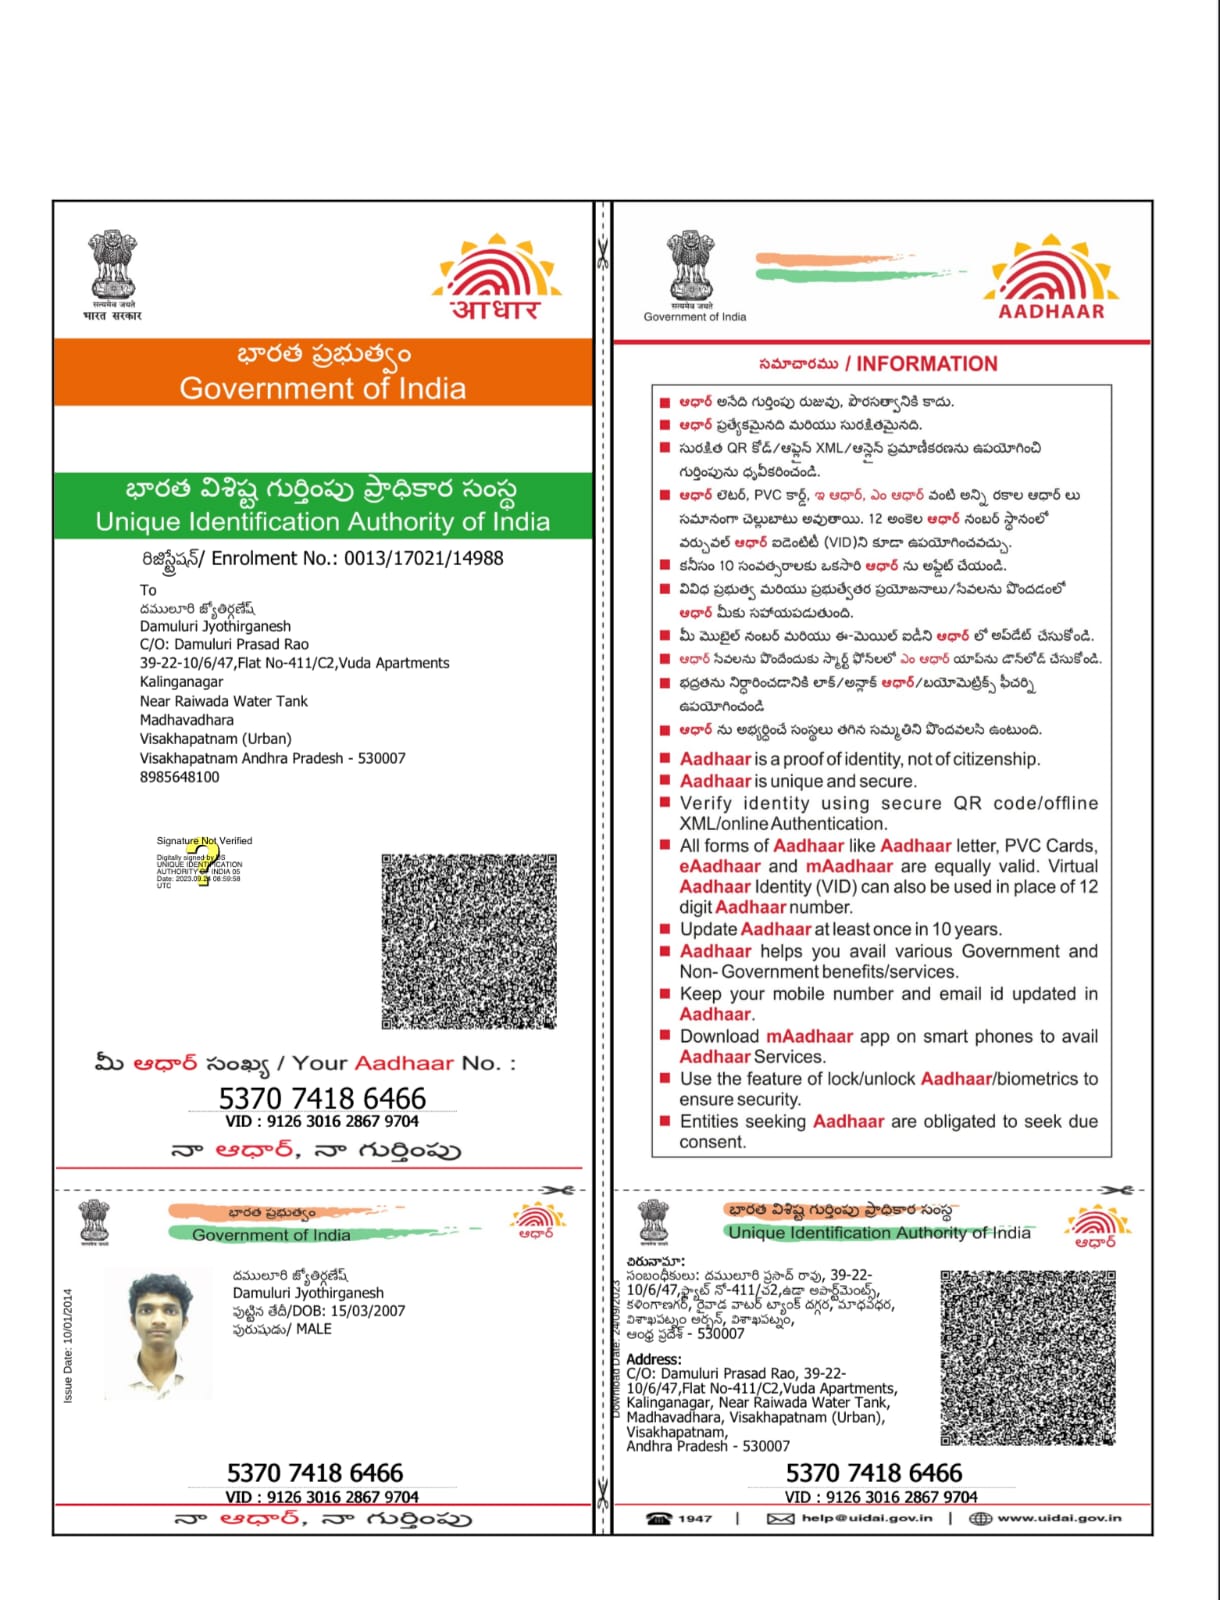 सत्यमेव जयते
भारत सरकार
आधार
భారత ప్రభుత్వం
Government of India
భారత విశిష్ట గుర్తింపు ప్రాధికార సంస్థ
Unique Identification Authority of India
రిజిస్ట్రేషన్/ Enrolment No.: 0013/17021/14988
To
దములూరి జ్యోతిర్గణేష్
Damuluri Jyothirganesh
C/O: Damuluri Prasad Rao
39-22-10/6/47,Flat No-411/C2,Vuda Apartments
Kalinganagar
Near Raiwada Water Tank
Madhavadhara
Visakhapatnam (Urban)
Visakhapatnam Andhra Pradesh - 530007
8985648100
Signature Not Verified
Digitally signed by DS
UNIQUE IDENTIFICATION
AUTHORITY OF INDIA 05
Date: 2023.09.24 08:59:58
UTC
మీ ఆధార్ సంఖ్య / Your Aadhaar No. :
5370 7418 6466
VID : 9126 3016 2867 9704
నా ఆధార్, నా గుర్తింపు
सत्यमेव जयते
Government of India
AADHAAR
సమాచారము / INFORMATION
ఆధార్ అనేది గుర్తింపు రుజువు, పౌరసత్వానికి కాదు.
ఆధార్ ప్రత్యేకమైనది మరియు సురక్షితమైనది.
సురక్షిత QR కోడ్/ఆఫ్లైన్ XML/ఆన్లైన్ ప్రమాణీకరణను ఉపయోగించి
గుర్తింపును ధృవీకరించండి.
ఆధార్ లెటర్, PVC కార్డ్, ఇ ఆధార్, ఎం ఆధార్ వంటి అన్ని రకాల ఆధార్ లు
సమానంగా చెల్లుబాటు అవుతాయి. 12 అంకెల ఆధార్ నంబర్ స్థానంలో
వర్చువల్ ఆధార్ ఐడెంటిటీ (VID)ని కూడా ఉపయోగించవచ్చు.
కనీసం 10 సంవత్సరాలకు ఒకసారి ఆధార్ ను అప్డేట్ చేయండి.
వివిధ ప్రభుత్వ మరియు ప్రభుత్వేతర ప్రయోజనాలు/సేవలను పొందడంలో
ఆధార్ మీకు సహాయపడుతుంది.
మీ మొబైల్ నంబర్ మరియు ఈ-మెయిల్ ఐడీని ఆధార్ లో అప్‌డేట్ చేసుకోండి.
ఆధార్ సేవలను పొందేందుకు స్మార్ట్ ఫోన్‌లలో ఎం ఆధార్ యాప్‌ను డౌన్‌లోడ్ చేసుకోండి.
భద్రతను నిర్ధారించడానికి లాక్/అన్లాక్ ఆధార్/బయోమెట్రిక్స్ ఫీచర్ని
ఉపయోగించండి
ఆధార్ ను అభ్యర్థించే సంస్థలు తగిన సమ్మతిని పొందవలసి ఉంటుంది.
Aadhaar is a proof of identity, not of citizenship.
Aadhaar is unique and secure.
Verify identity using secure QR code/offline
XML/online Authentication.
All forms of Aadhaar like Aadhaar letter, PVC Cards,
eAadhaar and mAadhaar are equally valid. Virtual
Aadhaar Identity (VID) can also be used in place of 12
digit Aadhaar number.
Update Aadhaar at least once in 10 years.
Aadhaar helps you avail various Government and
Non- Government benefits/services.
Keep your mobile number and email id updated in
Aadhaar.
Download mAadhaar app on smart phones to avail
Aadhaar Services.
Use the feature of lock/unlock Aadhaar/biometrics to
ensure security.
Entities seeking Aadhaar are obligated to seek due
consent.
భారత ప్రభుత్వం
Government of India
ఆధార్
Issue Date: 10/01/2014
దములూరి జ్యోతిర్గణేష్
Damuluri Jyothirganesh
పుట్టిన తేదీ/DOB: 15/03/2007
పురుషుడు/ MALE
5370 7418 6466
VID : 9126 3016 2867 9704
నా ఆధార్, నా గుర్తింపు
భారత విశిష్ట గుర్తింపు ప్రాధికార సంస్థ
Unique Identification Authority of India
ఆధార్
Download Date: 24/09/2023
చిరునామా:
సంబంధీకులు: దములూరి ప్రసాద్ రావు, 39-22-
10/6/47,ఫ్లాట్ నో-411/చ2,ఉడా అపార్ట్‌మెంట్స్,
కళింగాణగర్, రైవాడ వాటర్ ట్యాంక్ దగ్గర, మాధవధర,
విశాఖపట్నం అర్బన్, విశాఖపట్నం,
ఆంధ్ర ప్రదేశ్ - 530007
Address:
C/O: Damuluri Prasad Rao, 39-22-
10/6/47,Flat No-411/C2,Vuda Apartments,
Kalinganagar, Near Raiwada Water Tank,
Madhavadhara, Visakhapatnam (Urban),
Visakhapatnam,
Andhra Pradesh - 530007
5370 7418 6466
VID : 9126 3016 2867 9704
1947 | help@uidai.gov.in | www.uidai.gov.in